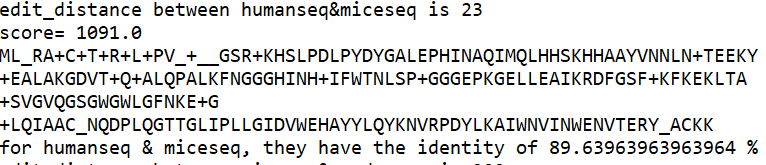 edit_distance between humanseq&miceseq is 23
score= 1091.0
ML_RA+C+T+R+L+PV_+__GSR+KHSLPDLPYDYGALEPHINAQIMQLHHSKHHAAYVNNLN+TEEKY
+EALAKGDVT+Q+ALQPALKFNGGGHINH+IFWTNLSP+GGGEPKGELLEAIKRDFGSF+KFKEKLTA
+SVGVQGSGWGWLGFNKE+G
+LQIAAC_NQDPLQGTTGLIPLLGIDVWEHAYYLQYKNVRPDYLKAIWNVINWENVTERY_ACKK
for humanseq & miceseq, they have the identity of 89.63963963963964 %